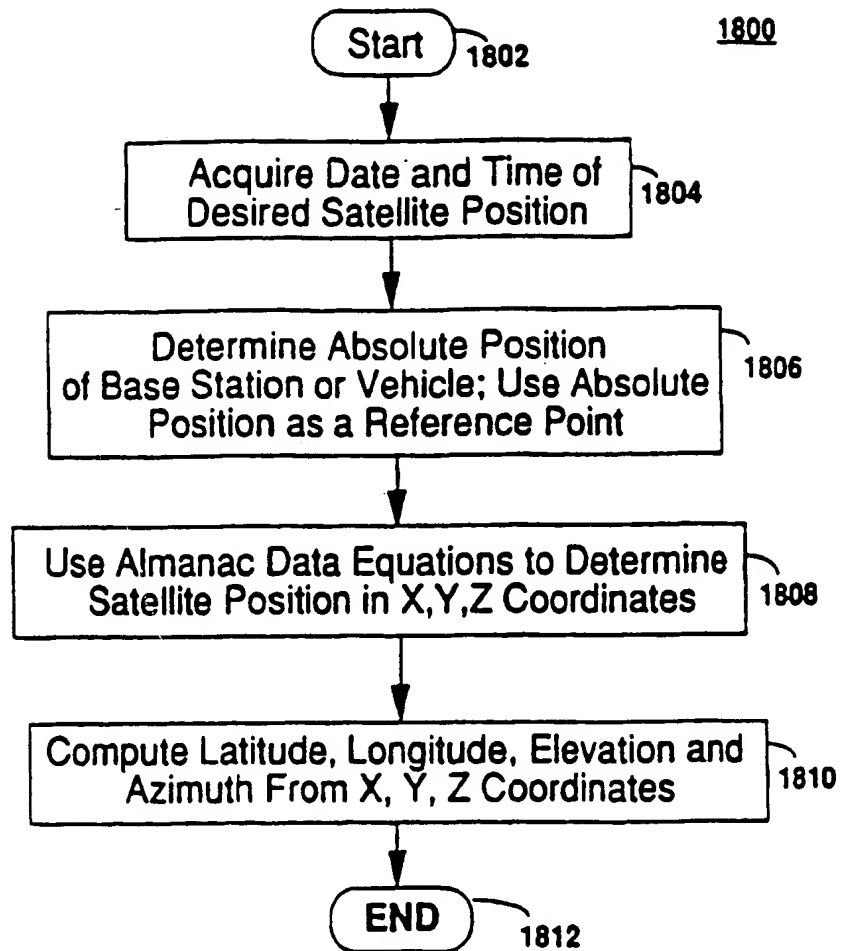 1800
Start
1802
Acquire Date and Time of
Desired Satellite Position
1804
Determine Absolute Position
of Base Station or Vehicle; Use Absolute
Position as a Reference Point
1806
Use Almanac Data Equations to Determine
Satellite Position in X,Y,Z Coordinates
1808
Compute Latitude, Longitude, Elevation and
Azimuth From X, Y, Z Coordinates
1810
END
1812